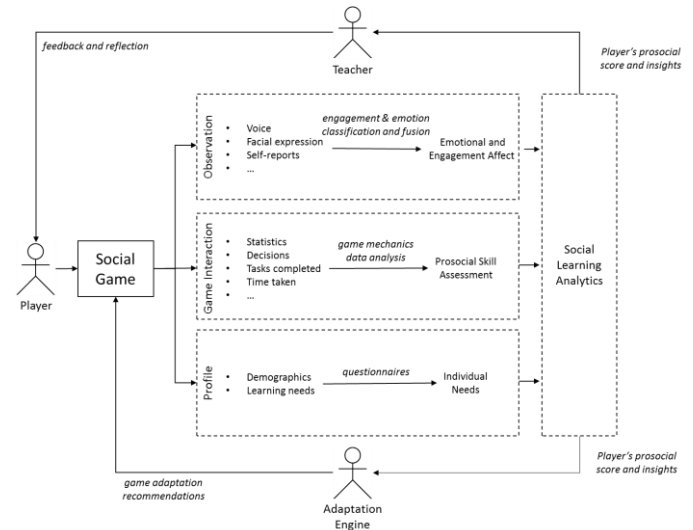 feedback and reflection
Teacher
Player's prosocial
score and insights
Observation
• Voice
• Facial expression
• Self-reports
• ...
engagement & emotion
classification and fusion
Emotional and
Engagement Affect
Player
Social
Game
Game Interaction
• Statistics
• Decisions
• Tasks completed
• Time taken
• ...
game mechanics
data analysis
Prosocial Skill
Assessment
Social
Learning
Analytics
Profile
• Demographics
• Learning needs
questionnaires
Individual
Needs
game adaptation
recommendations
Adaptation
Engine
Player's prosocial
score and insights